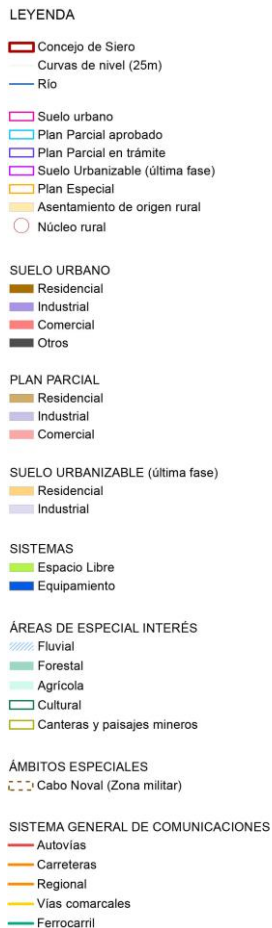 LEYENDA
Concejo de Siero
Curvas de nivel (25m)
Río
Suelo urbano
Plan Parcial aprobado
Plan Parcial en trámite
Suelo Urbanizable (última fase)
Plan Especial
Asentamiento de origen rural
Núcleo rural
SUELO URBANO
Residencial
Industrial
Comercial
Otros
PLAN PARCIAL
Residencial
Industrial
Comercial
SUELO URBANIZABLE (última fase)
Residencial
Industrial
SISTEMAS
Espacio Libre
Equipamiento
ÁREAS DE ESPECIAL INTERÉS
Fluvial
Forestal
Agrícola
Cultural
Canteras y paisajes mineros
ÁMBITOS ESPECIALES
Cabo Noval (Zona militar)
SISTEMA GENERAL DE COMUNICACIONES
Autovías
Carreteras
Regional
Vías comarcales
Ferrocarril